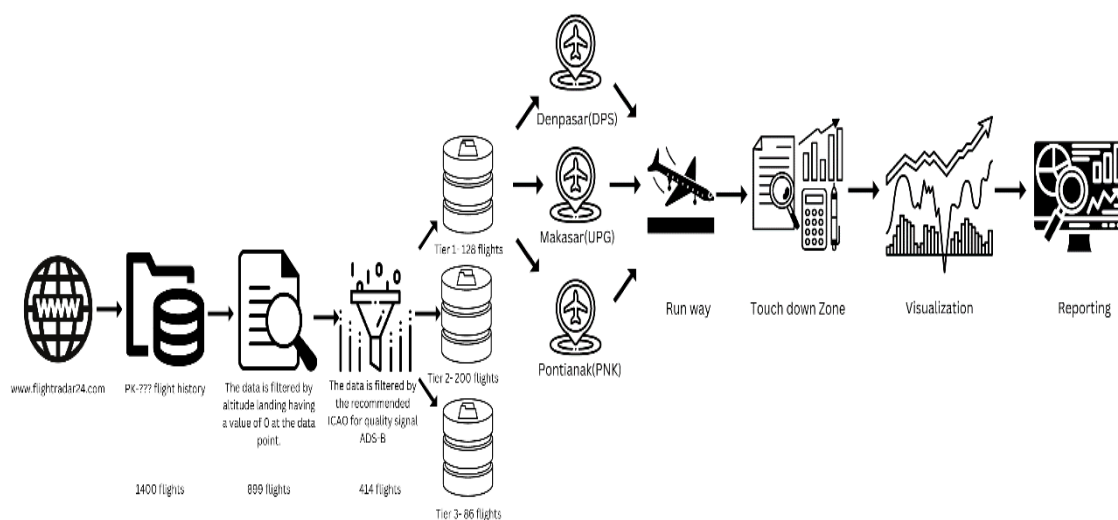 Denpasar(DPS)
Makasar(UPG)
Pontianak(PNK)
Tier 1- 128 flights
Tier 2- 200 flights
Tier 3- 86 flights
Run way
Touch down Zone
Visualization
Reporting
WWW
www.flightradar24.com
PK-??? flight history
The data is filtered by
altitude landing having
a value of 0 at the data
point.
The data is filtered by
the recommended
ICAO for quality signal
ADS-B
1400 flights
899 flights
414 flights